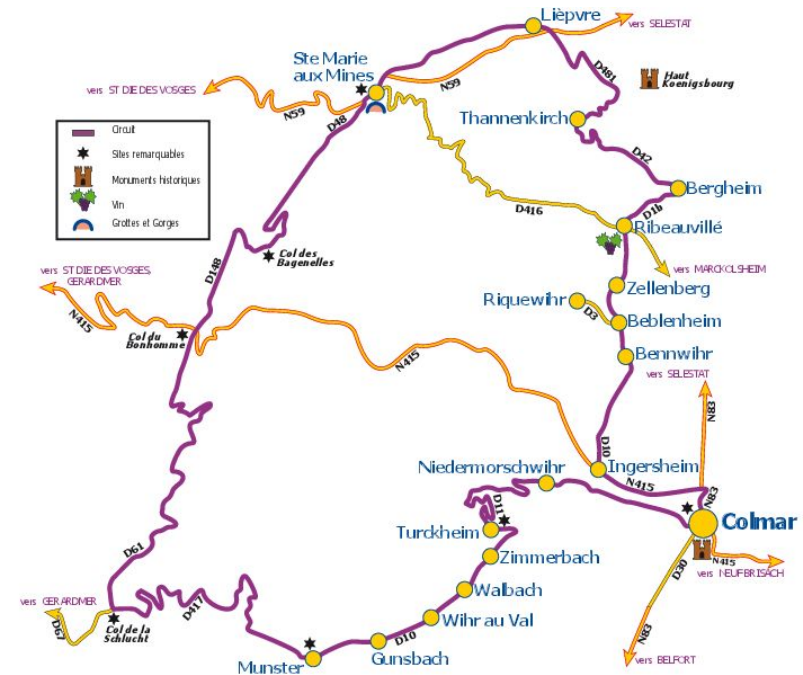 Lièpvre
vers SELESTAT
Ste Marie
aux Mines
N59
D481
Haut
Koenigsbourg
vers ST DIE DES VOSGES
N59
D48
Thannenkirch
Circuit
Sites remarquables
Monuments historiques
Vin
Grottes et Gorges
D42
Bergheim
D416
D1b
Ribeauvillé
Col des
Bagenelles
D148
vers MARCKOLSHEIM
vers ST DIE DES VOSGES,
GERARDMER
Zellenberg
Riquewihr
D3
Beblenheim
N415
Col du
Bonhomme
Bennwihr
N415
vers SELESTAT
N83
D10
Niedermorschwihr
Ingersheim
N415
N83
D11
Colmar
Turckheim
N415
vers NEUFBRISACH
D61
Zimmerbach
D30
Walbach
vers GERARDMER
D417
Wihr au Val
D67
Col de la
Schlucht
D10
N83
Gunsbach
vers BELFORT
Munster